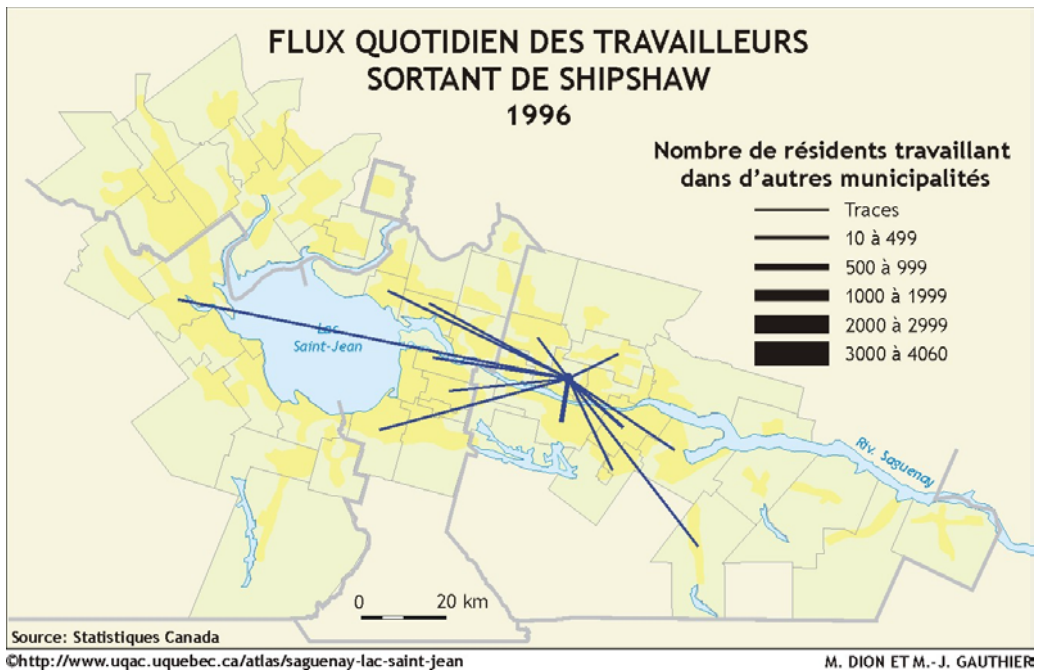 FLUX QUOTIDIEN DES TRAVAILLEURS
SORTANT DE SHIPSHAW
1996
Nombre de résidents travaillant
dans d'autres municipalités
Traces
10 à 499
500 à 999
1000 à 1999
2000 à 2999
3000 à 4060
Lac
Saint-Jean
Riv. Saguenay
0 20 km
Source: Statistiques Canada
©http://www.uqac.uquebec.ca/atlas/saguenay-lac-saint-jean
M. DION ET M.-J. GAUTHIER